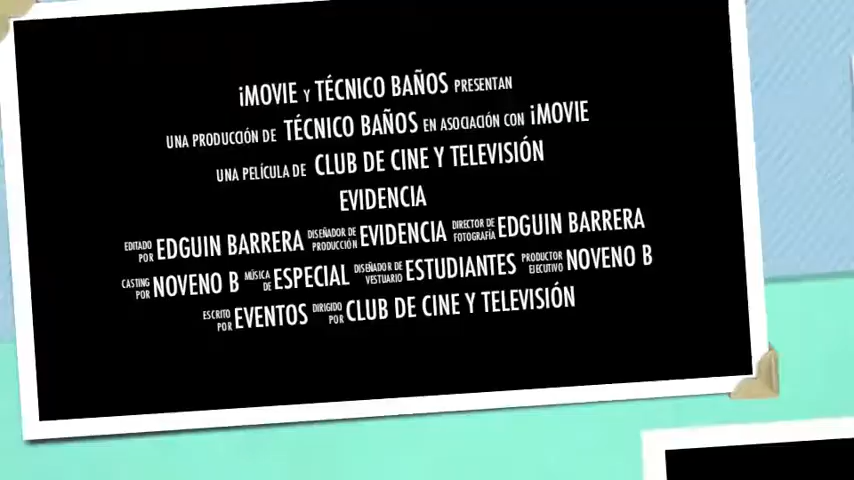 iMOVIE Y TÉCNICO BAÑOS PRESENTAN
UNA PRODUCCIÓN DE TÉCNICO BAÑOS EN ASOCIACIÓN CON iMOVIE
UNA PELÍCULA DE CLUB DE CINE Y TELEVISIÓN
EVIDENCIA
EDITADO POR EDGUIN BARRERA DISEÑADOR DE PRODUCCIÓN EVIDENCIA DIRECTOR DE FOTOGRAFÍA EDGUIN BARRERA
CASTING POR NOVENO B MÚSICA DE ESPECIAL DISEÑADOR DE VESTUARIO ESTUDIANTES PRODUCTOR EJECUTIVO NOVENO B
ESCRITO POR EVENTOS DIRIGIDO POR CLUB DE CINE Y TELEVISIÓN